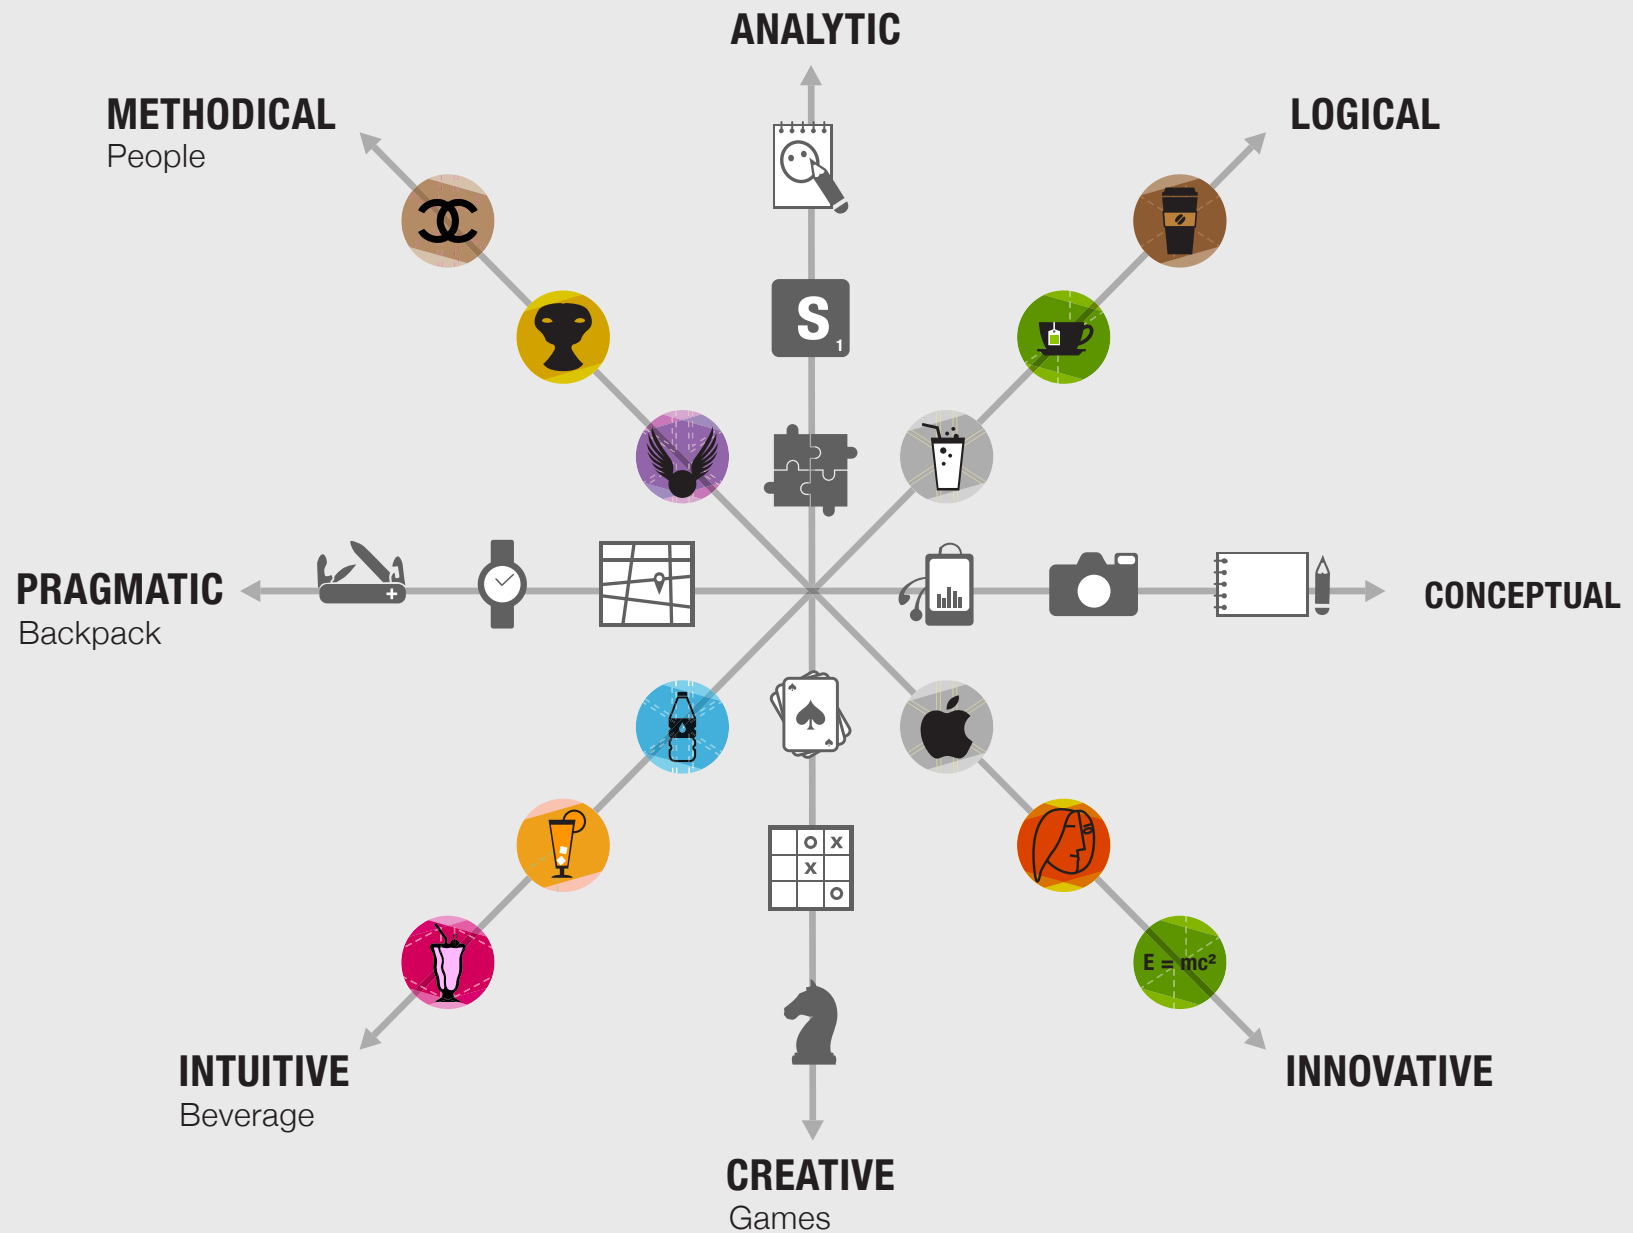 ANALYTIC
METHODICAL
People
LOGICAL
S
1
PRAGMATIC
Backpack
CONCEPTUAL
O X
X
O
E = mc²
INTUITIVE
Beverage
INNOVATIVE
CREATIVE
Games